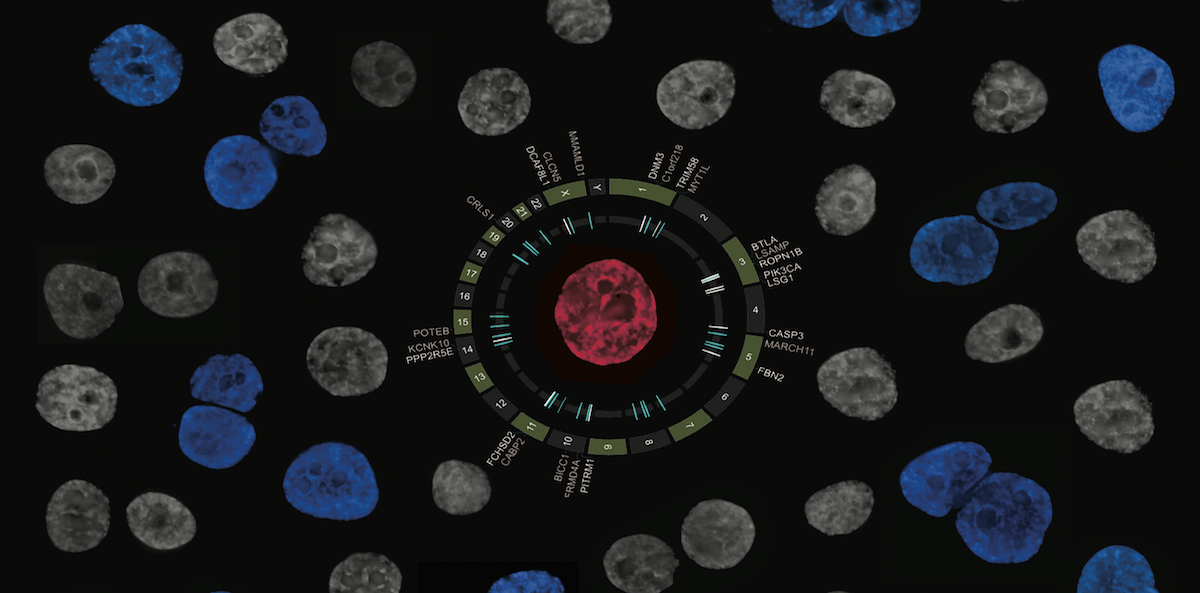 DNM3
C1orf218
TRIM58
MYT1L
BTLA
LSAMP
ROPN1B
PIK3CA
LSG1
CASP3
MARCH11
FBN2
PITRM1
FRMD4A
BICC1
CABP2
FCHSD2
PPP2R5E
KCNK10
POTEB
CRLS1
DCAF8L1
CLCN5
MMAMLD1
1
2
3
4
5
6
7
8
9
10
11
12
13
14
15
16
17
18
19
20
21
22
X
Y